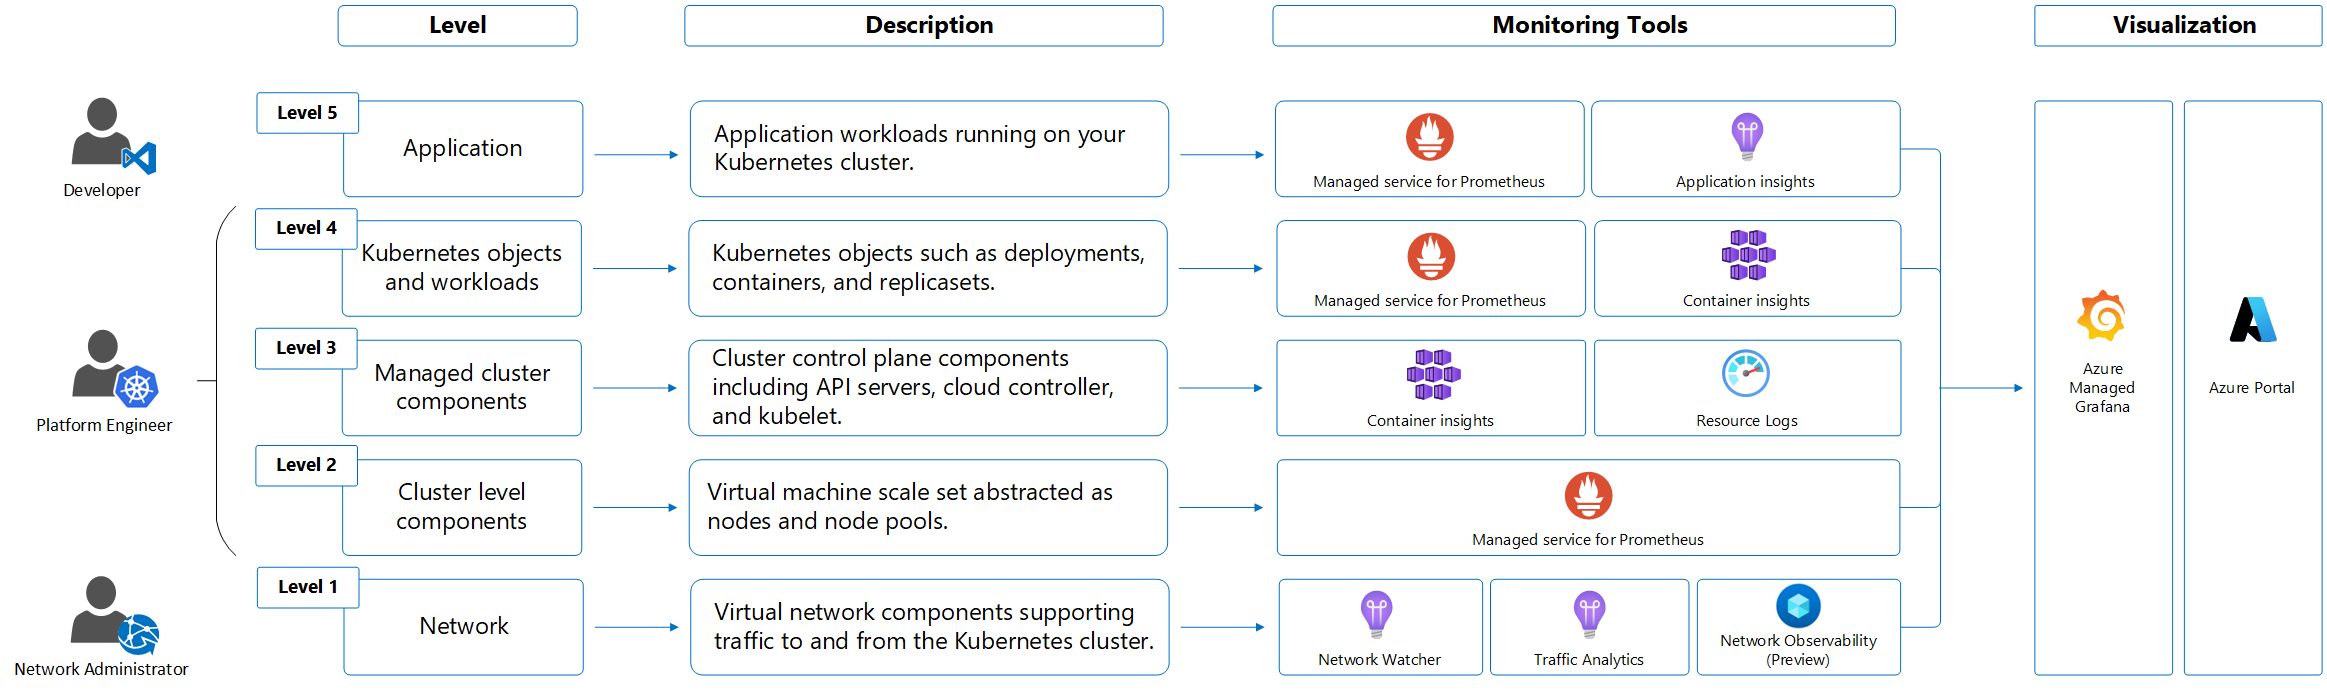 Level
Description
Monitoring Tools
Visualization
Developer
Level 5
Application
Application workloads running on your
Kubernetes cluster.
Managed service for Prometheus
Application insights
Level 4
Kubernetes objects
and workloads
Kubernetes objects such as deployments,
containers, and replicasets.
Managed service for Prometheus
Container insights
Platform Engineer
Level 3
Managed cluster
components
Cluster control plane components
including API servers, cloud controller,
and kubelet.
Container insights
Resource Logs
Level 2
Cluster level
components
Virtual machine scale set abstracted as
nodes and node pools.
Managed service for Prometheus
Network Administrator
Level 1
Network
Virtual network components supporting
traffic to and from the Kubernetes cluster.
Network Watcher
Traffic Analytics
Network Observability
(Preview)
Azure
Managed
Grafana
Azure Portal